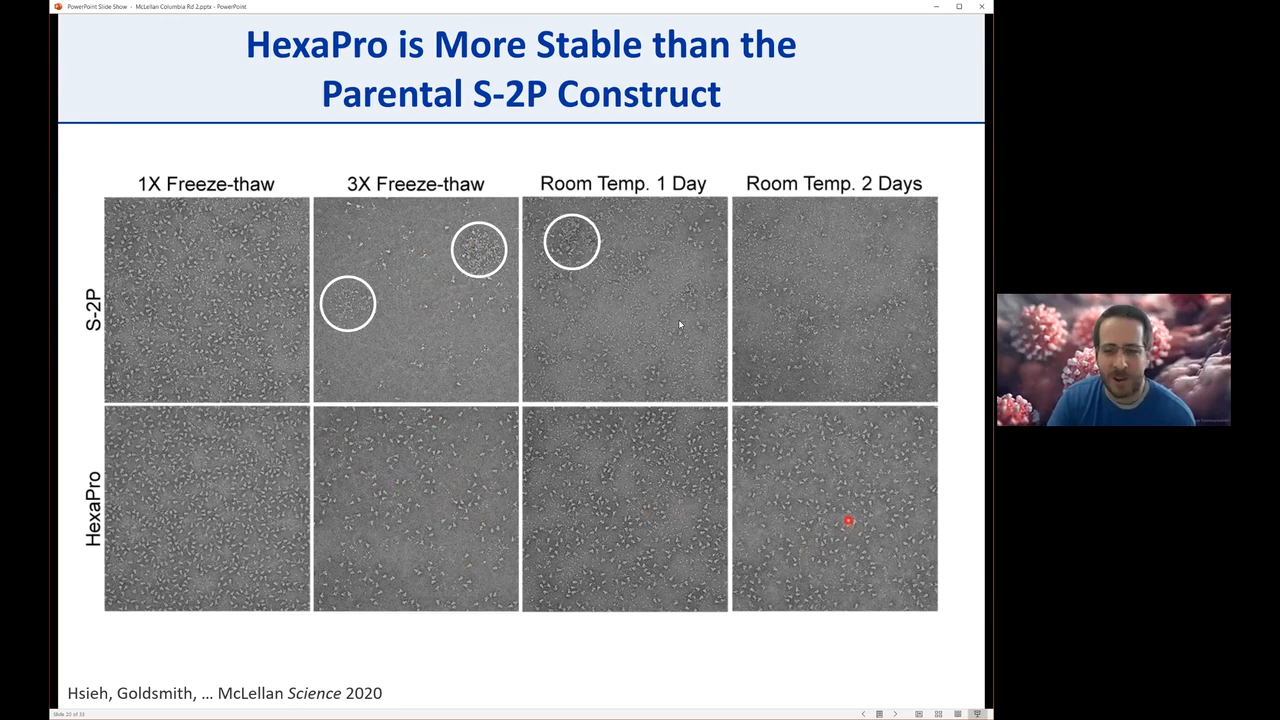 PowerPoint Slide Show - McLellan Columbia Rd 2.pptx - PowerPoint
HexaPro is More Stable than the
Parental S-2P Construct
1X Freeze-thaw 3X Freeze-thaw Room Temp. 1 Day Room Temp. 2 Days
S-2P
HexaPro
Hsieh, Goldsmith, ... McLellan Science 2020
Slide 20 of 33